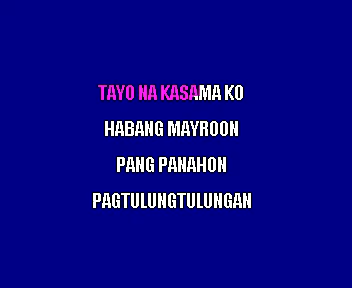 TAYO NA KASAMA KO
HABANG MAYROON
PANG PANAHON
PAGTULUNGTULUNGAN